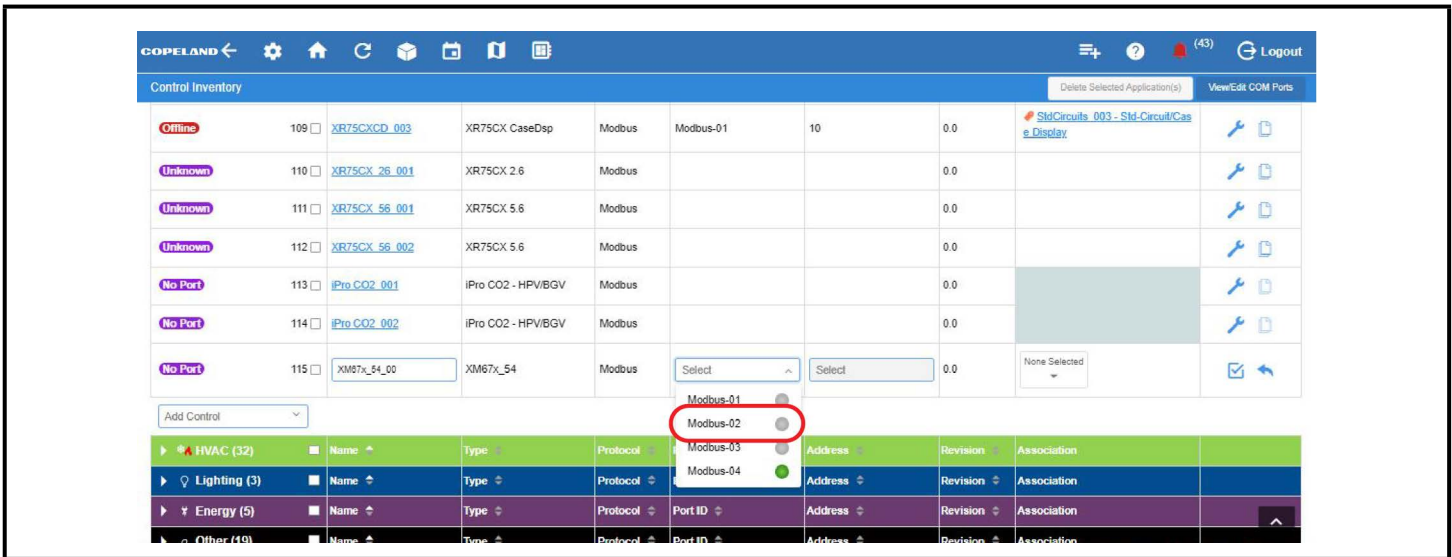 COPELAND (43) Logout
Control Inventory Delete Selected Application(s) View/Edit COM Ports
Offline 109 XR75CXCD_003 XR75CX CaseDsp Modbus Modbus-01 10 0.0 StdCircuits_003 - Std-Circuit/Cas
e Display
Unknown 110 XR75CX_26_001 XR75CX 2.6 Modbus 0.0
Unknown 111 XR75CX_56_001 XR75CX 5.6 Modbus 0.0
Unknown 112 XR75CX_56_002 XR75CX 5.6 Modbus 0.0
No Port 113 iPro CO2_001 iPro CO2 - HPV/BGV Modbus 0.0
No Port 114 iPro CO2_002 iPro CO2 - HPV/BGV Modbus 0.0
No Port 115 XM67x_54_00 XM67x_54 Modbus Select Select 0.0 None Selected
Modbus-01
Add Control
Modbus-02
HVAC (32) Name Type Protocol Modbus-03 Address Revision Association
Modbus-04
Lighting (3) Name Type Protocol Address Revision Association
Energy (5) Name Type Protocol Port ID Address Revision Association
Other (19) Name Type Protocol Port ID Address Revision Association